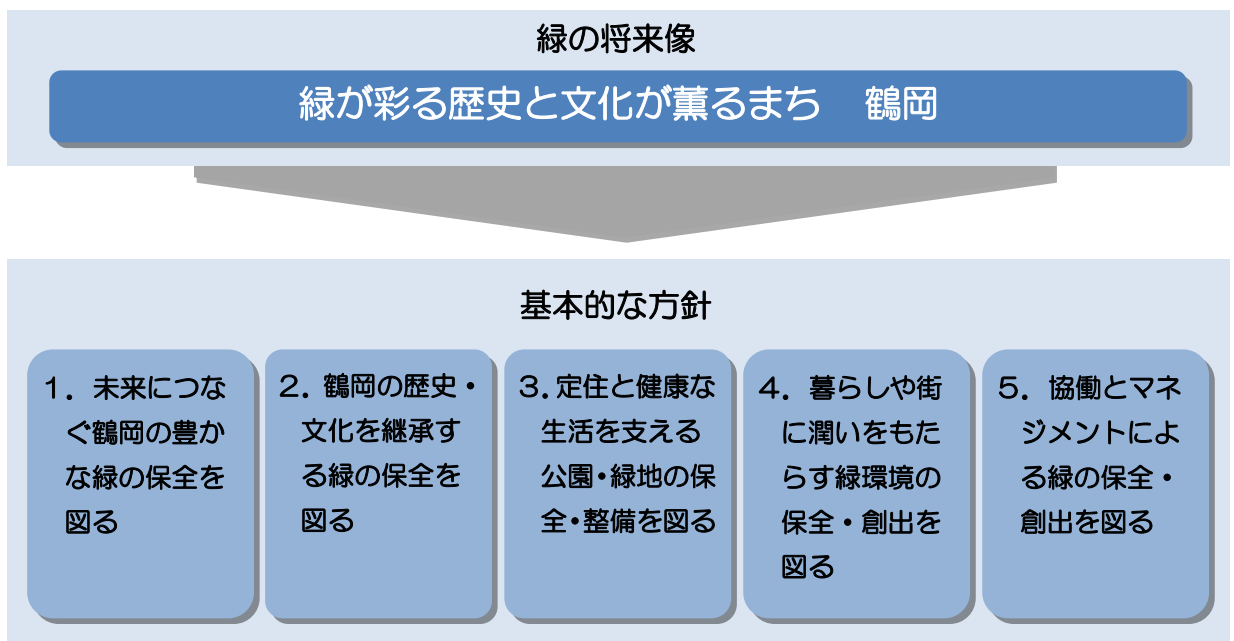 緑の将来像
緑が彩る歴史と文化が薫るまち　鶴岡
基本的な方針
１．未来につな
ぐ鶴岡の豊か
な緑の保全を
図る
２．鶴岡の歴史・
文化を継承す
る緑の保全を
図る
３．定住と健康な
生活を支える
公園・緑地の保
全・整備を図る
４．暮らしや街
に潤いをもた
らす緑環境の
保全・創出を
図る
５．協働とマネ
ジメントによ
る緑の保全・
創出を図る